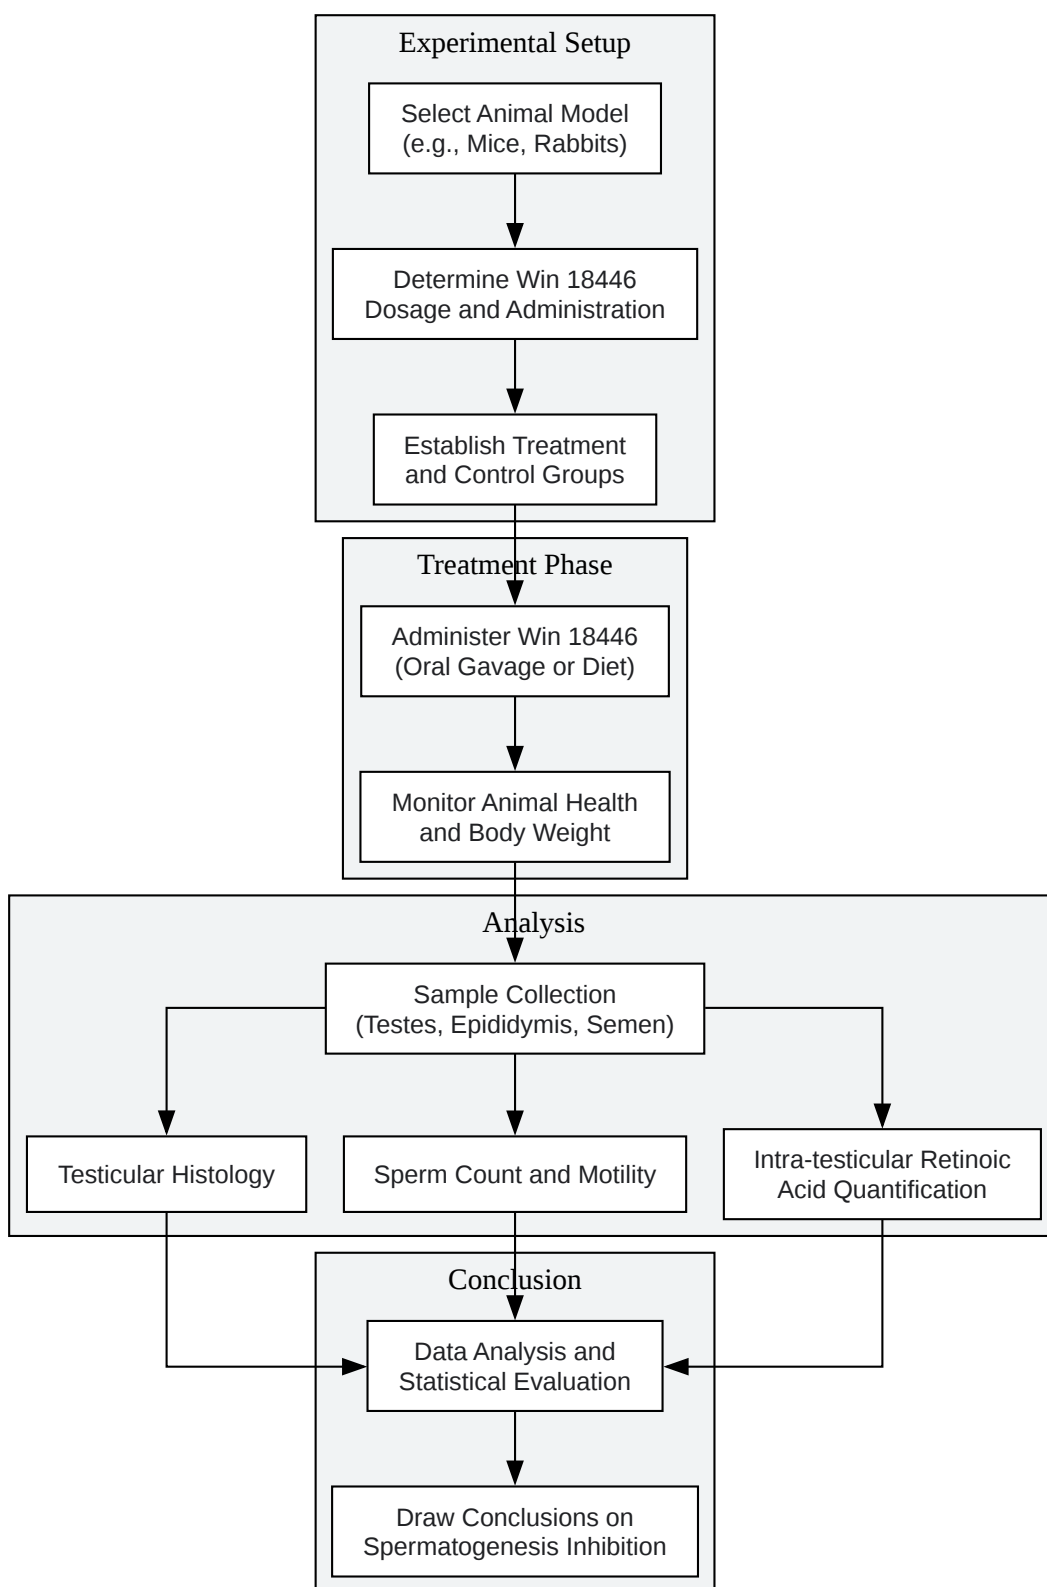 Experimental Setup
Select Animal Model
(e.g., Mice, Rabbits)
Determine Win 18446
Dosage and Administration
Establish Treatment
and Control Groups
Treatment Phase
Administer Win 18446
(Oral Gavage or Diet)
Monitor Animal Health
and Body Weight
Analysis
Sample Collection
(Testes, Epididymis, Semen)
Testicular Histology
Sperm Count and Motility
Intra-testicular Retinoic
Acid Quantification
Conclusion
Data Analysis and
Statistical Evaluation
Draw Conclusions on
Spermatogenesis Inhibition